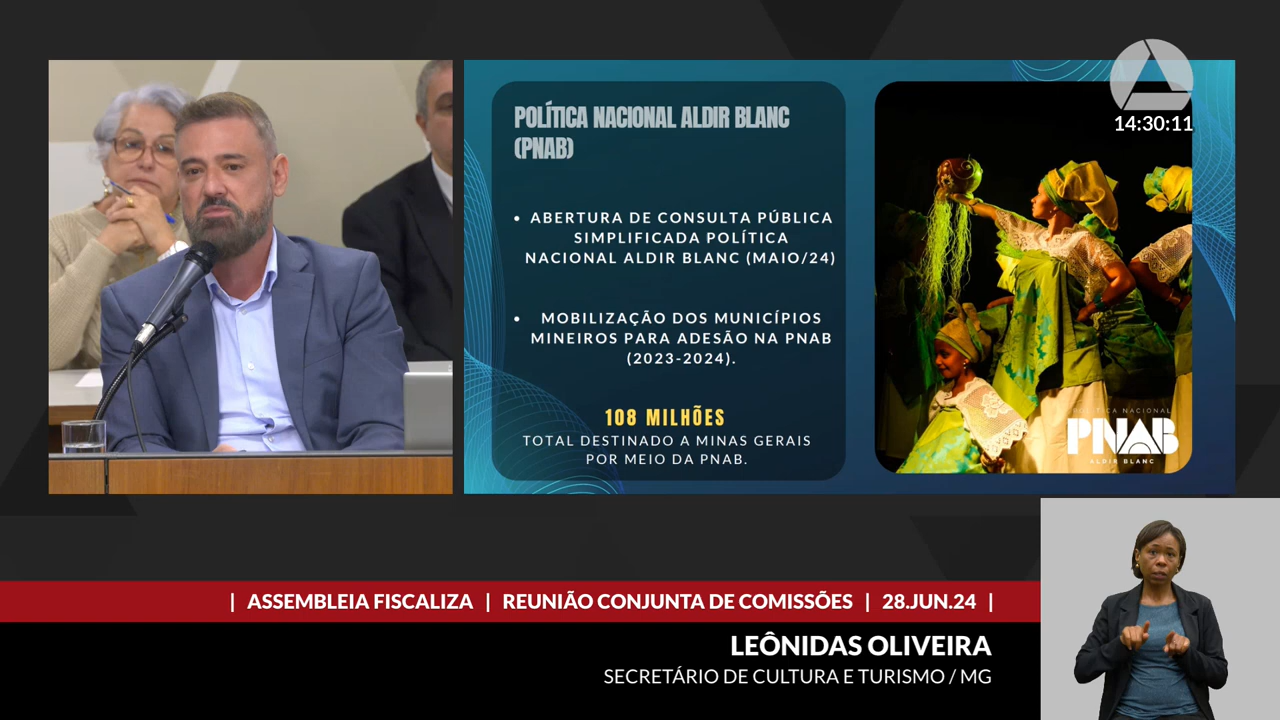 14:30:11
POLÍTICA NACIONAL ALDIR BLANC
(PNAB)
• ABERTURA DE CONSULTA PÚBLICA
SIMPLIFICADA POLÍTICA
NACIONAL ALDIR BLANC (MAIO/24)
• MOBILIZAÇÃO DOS MUNICÍPIOS
MINEIROS PARA ADESÃO NA PNAB
(2023-2024).
108 MILHÕES
TOTAL DESTINADO A MINAS GERAIS
POR MEIO DA PNAB.
POLÍTICA NACIONAL
PNAB
ALDIR BLANC
| ASSEMBLEIA FISCALIZA | REUNIÃO CONJUNTA DE COMISSÕES | 28.JUN.24 |
LEÔNIDAS OLIVEIRA
SECRETÁRIO DE CULTURA E TURISMO / MG